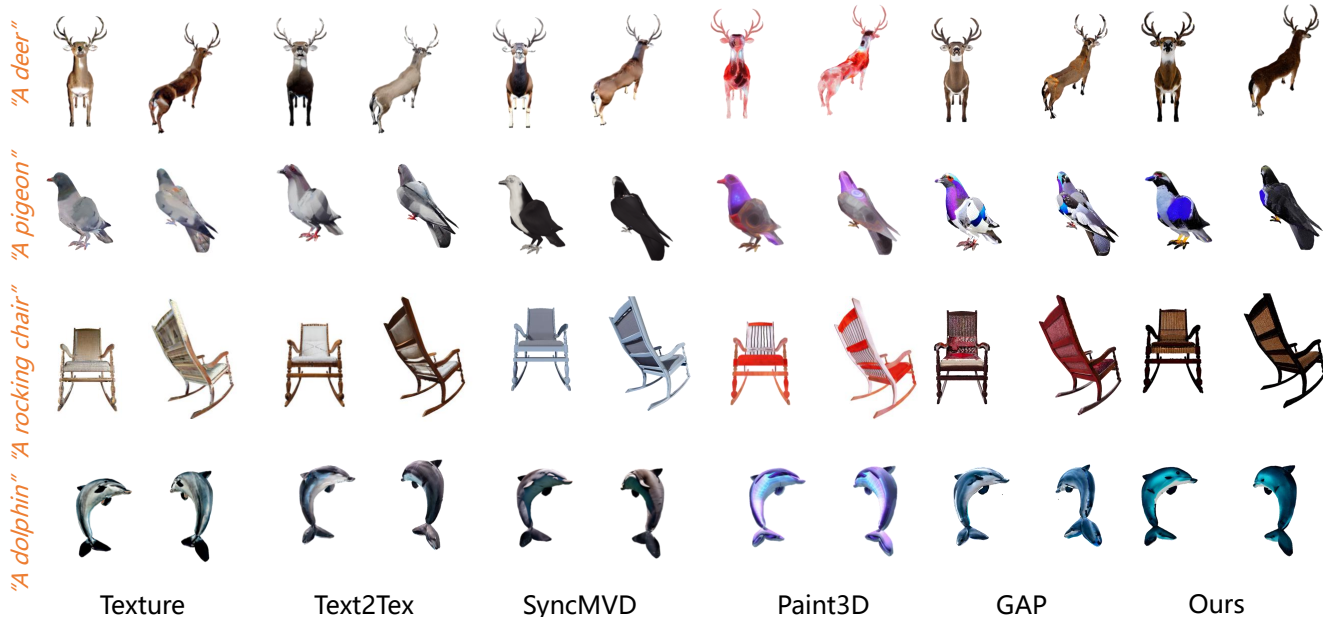 "A deer"
"A pigeon"
"A rocking chair"
"A dolphin"
Texture Text2Tex SyncMVD Paint3D GAP Ours